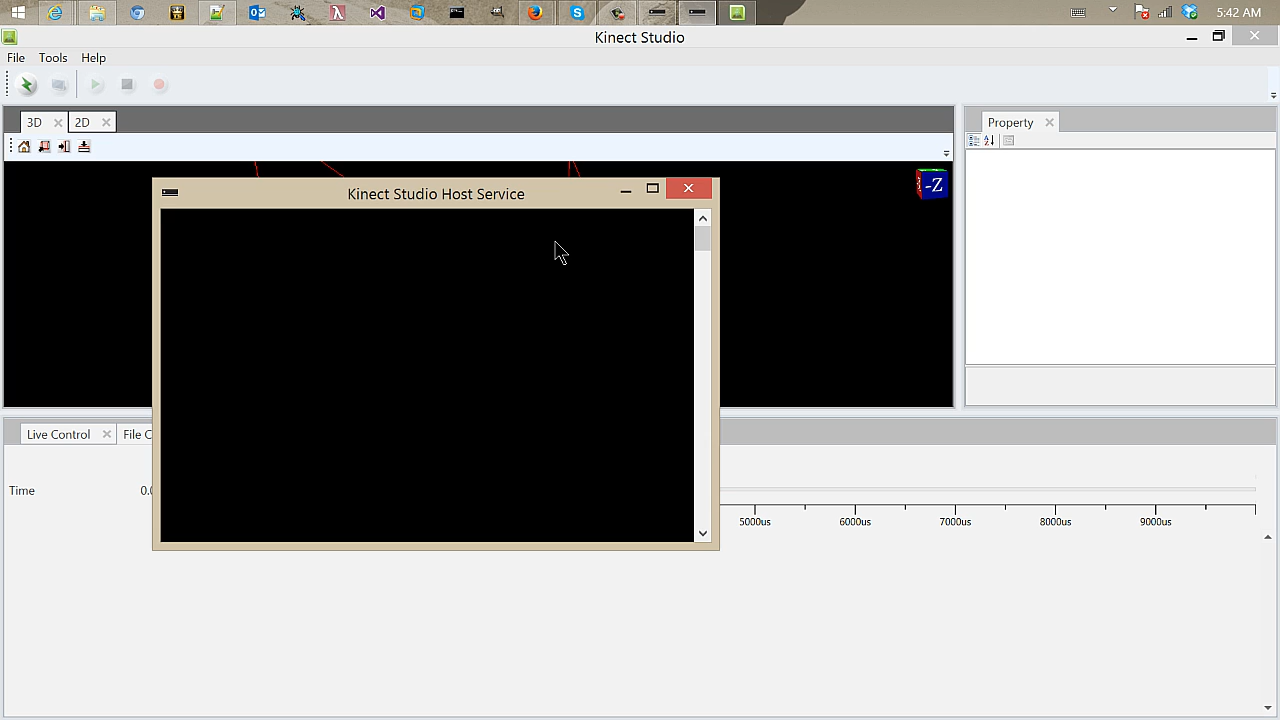 5:42 AM
Kinect Studio
File Tools Help
3D 2D
Property
-Z
Kinect Studio Host Service
Live Control File C
Time 0.0
5000us 6000us 7000us 8000us 9000us